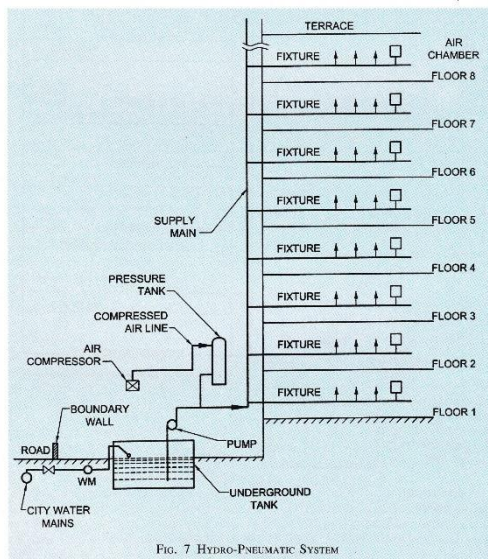 TERRACE
AIR
CHAMBER
FIXTURE
FLOOR 8
FIXTURE
FLOOR 7
FIXTURE
FLOOR 6
FIXTURE
SUPPLY
MAIN
FLOOR 5
FIXTURE
FLOOR 4
PRESSURE
TANK
FIXTURE
COMPRESSED
AIR LINE
FLOOR 3
AIR
COMPRESSOR
FIXTURE
FLOOR 2
BOUNDARY
WALL
FIXTURE
FLOOR 1
ROAD
PUMP
WM
UNDERGROUND
TANK
CITY WATER
MAINS
FIG. 7 HYDRO-PNEUMATIC SYSTEM